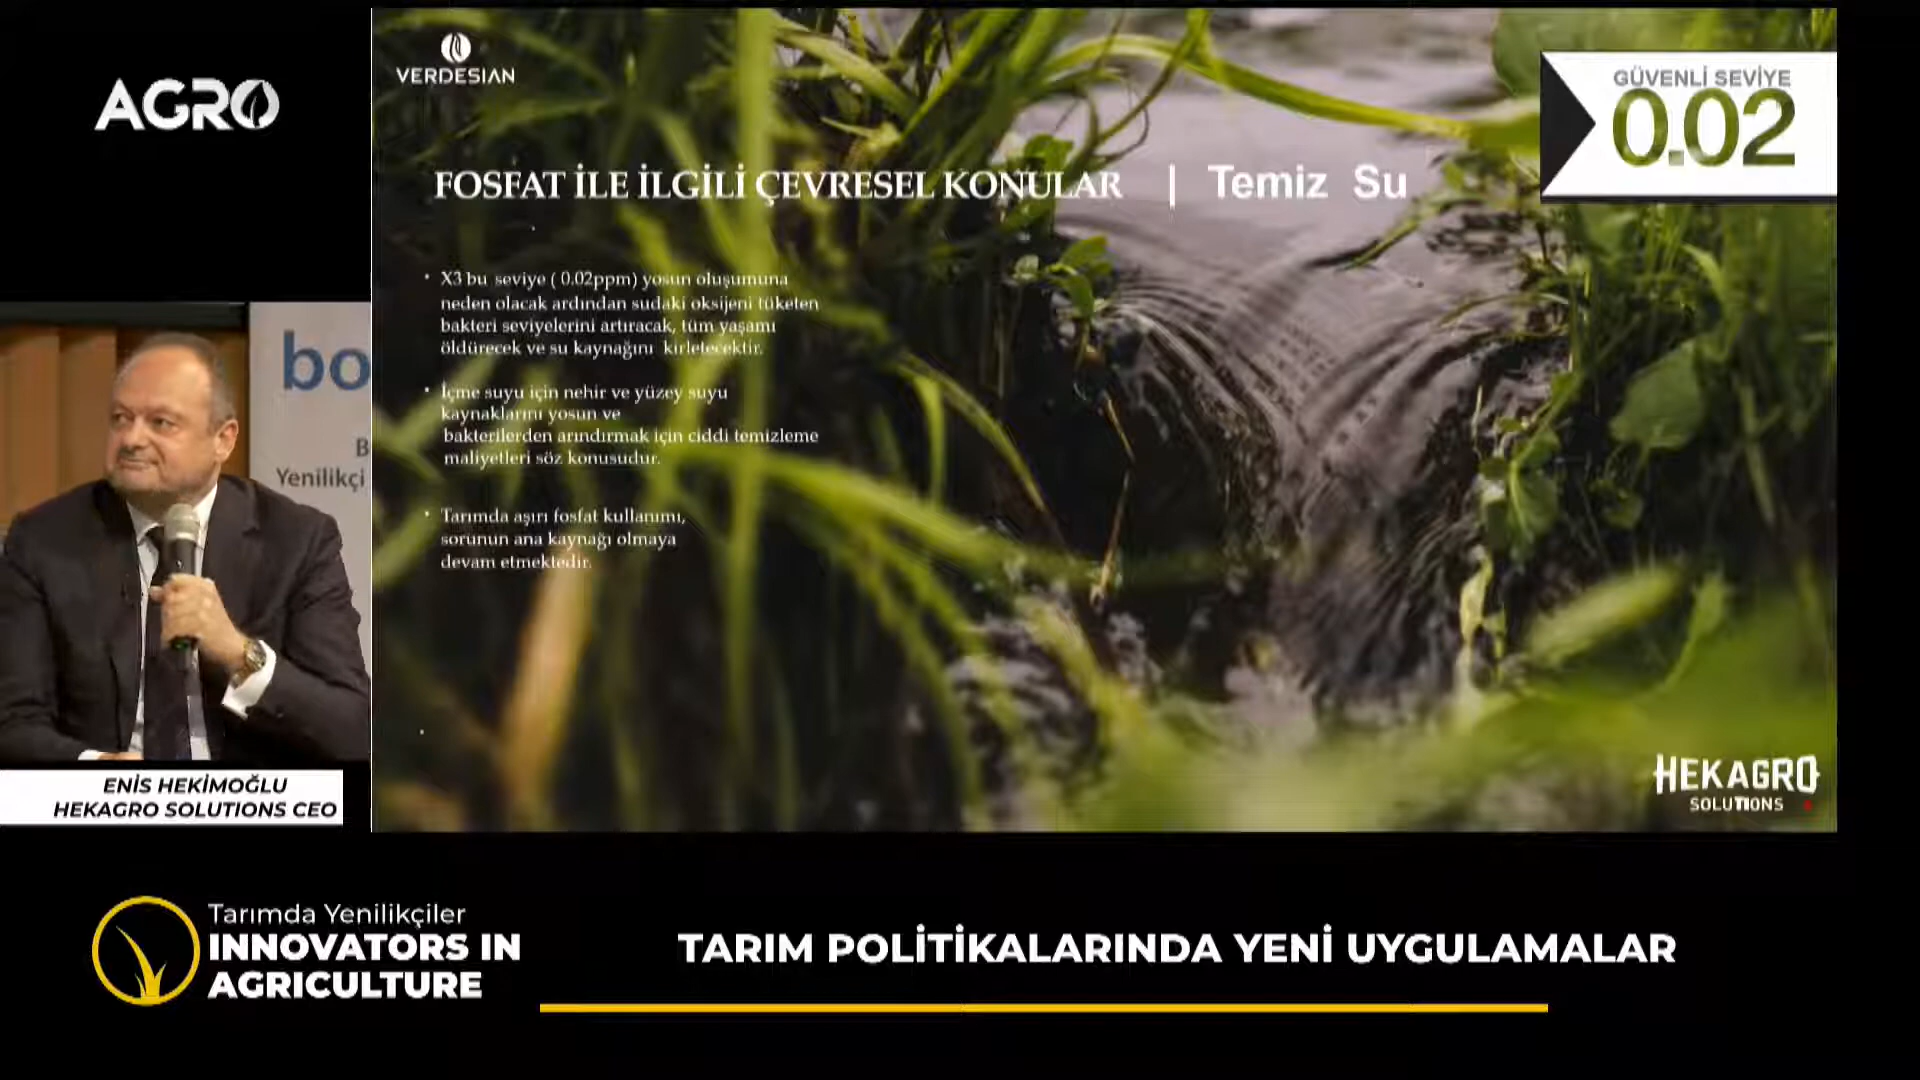 AGRO
VERDESIAN
GÜVENLİ SEVİYE
0.02
FOSFAT İLE İLGİLİ ÇEVRESEL KONULAR | Temiz Su
• X3 bu seviye ( 0.02ppm) yosun oluşumuna
neden olacak ardından sudaki oksijeni tüketen
bakteri seviyelerini artıracak, tüm yaşamı
öldürecek ve su kaynağını kirletecektir.
• İçme suyu için nehir ve yüzey suyu
kaynaklarını yosun ve
bakterilerden arındırmak için ciddi temizleme
maliyetleri söz konusudur.
• Tarımda aşırı fosfat kullanımı,
sorunun ana kaynağı olmaya
devam etmektedir.
bo
B
Yenilikçi
HEKAGRO
SOLUTIONS
ENİS HEKİMOĞLU
HEKAGRO SOLUTIONS CEO
Tarımda Yenilikçiler
INNOVATORS IN
AGRICULTURE
TARIM POLİTİKALARINDA YENİ UYGULAMALAR